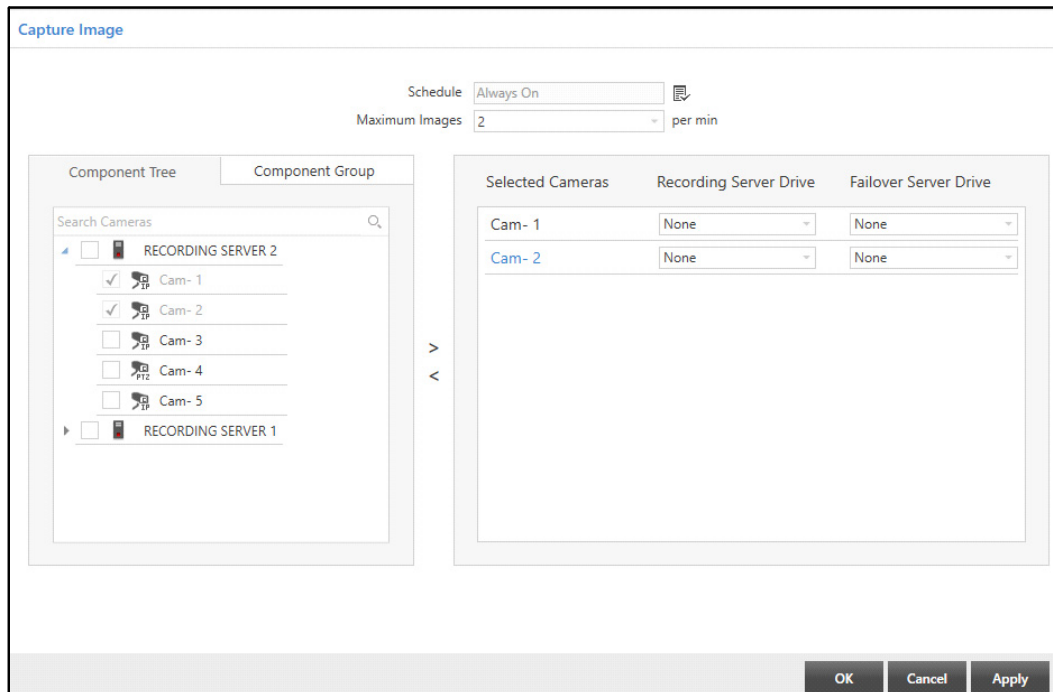 Capture Image
Schedule Always On
Maximum Images 2 per min
Component Tree Component Group
Search Cameras
RECORDING SERVER 2
Cam- 1
Cam- 2
Cam- 3
Cam- 4
Cam- 5
RECORDING SERVER 1
>
<
Selected Cameras Recording Server Drive Failover Server Drive
Cam- 1 None None
Cam- 2 None None
OK Cancel Apply